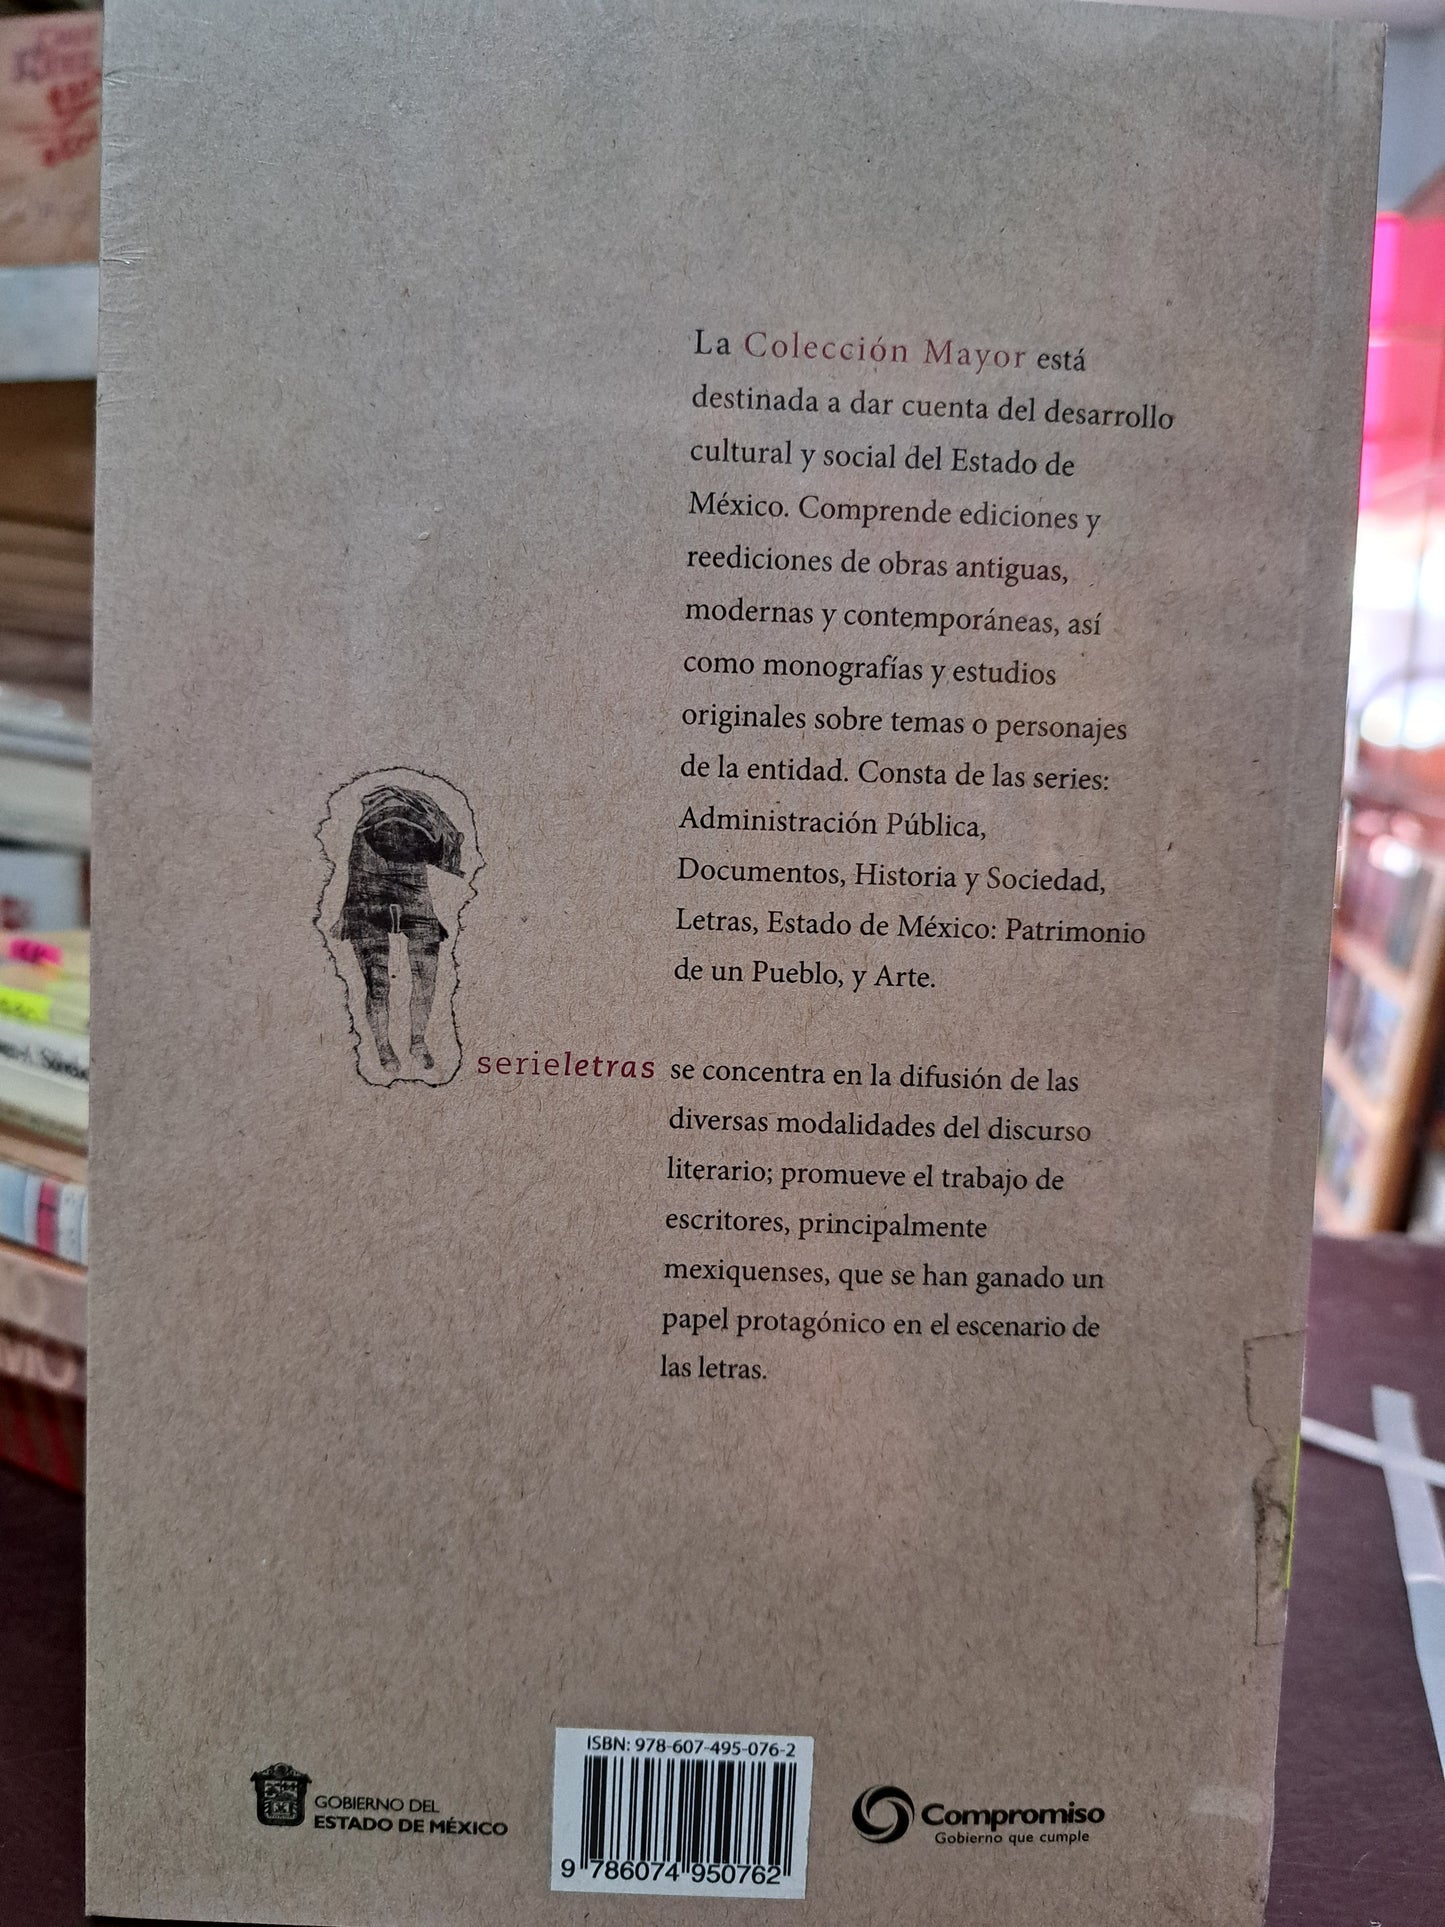 La Colección Mayor está
destinada a dar cuenta del desarrollo
cultural y social del Estado de
México. Comprende ediciones y
reediciones de obras antiguas,
modernas y contemporáneas, así
como monografías y estudios
originales sobre temas o personajes
de la entidad. Consta de las series:
Administración Pública,
Documentos, Historia y Sociedad,
Letras, Estado de México: Patrimonio
de un Pueblo, y Arte.
serieletras se concentra en la difusión de las
diversas modalidades del discurso
literario; promueve el trabajo de
escritores, principalmente
mexiquenses, que se han ganado un
papel protagónico en el escenario de
las letras.
GOBIERNO DEL
ESTADO DE MÉXICO
ISBN: 978-607-495-076-2
9 786074 950762
Compromiso
Gobierno que cumple